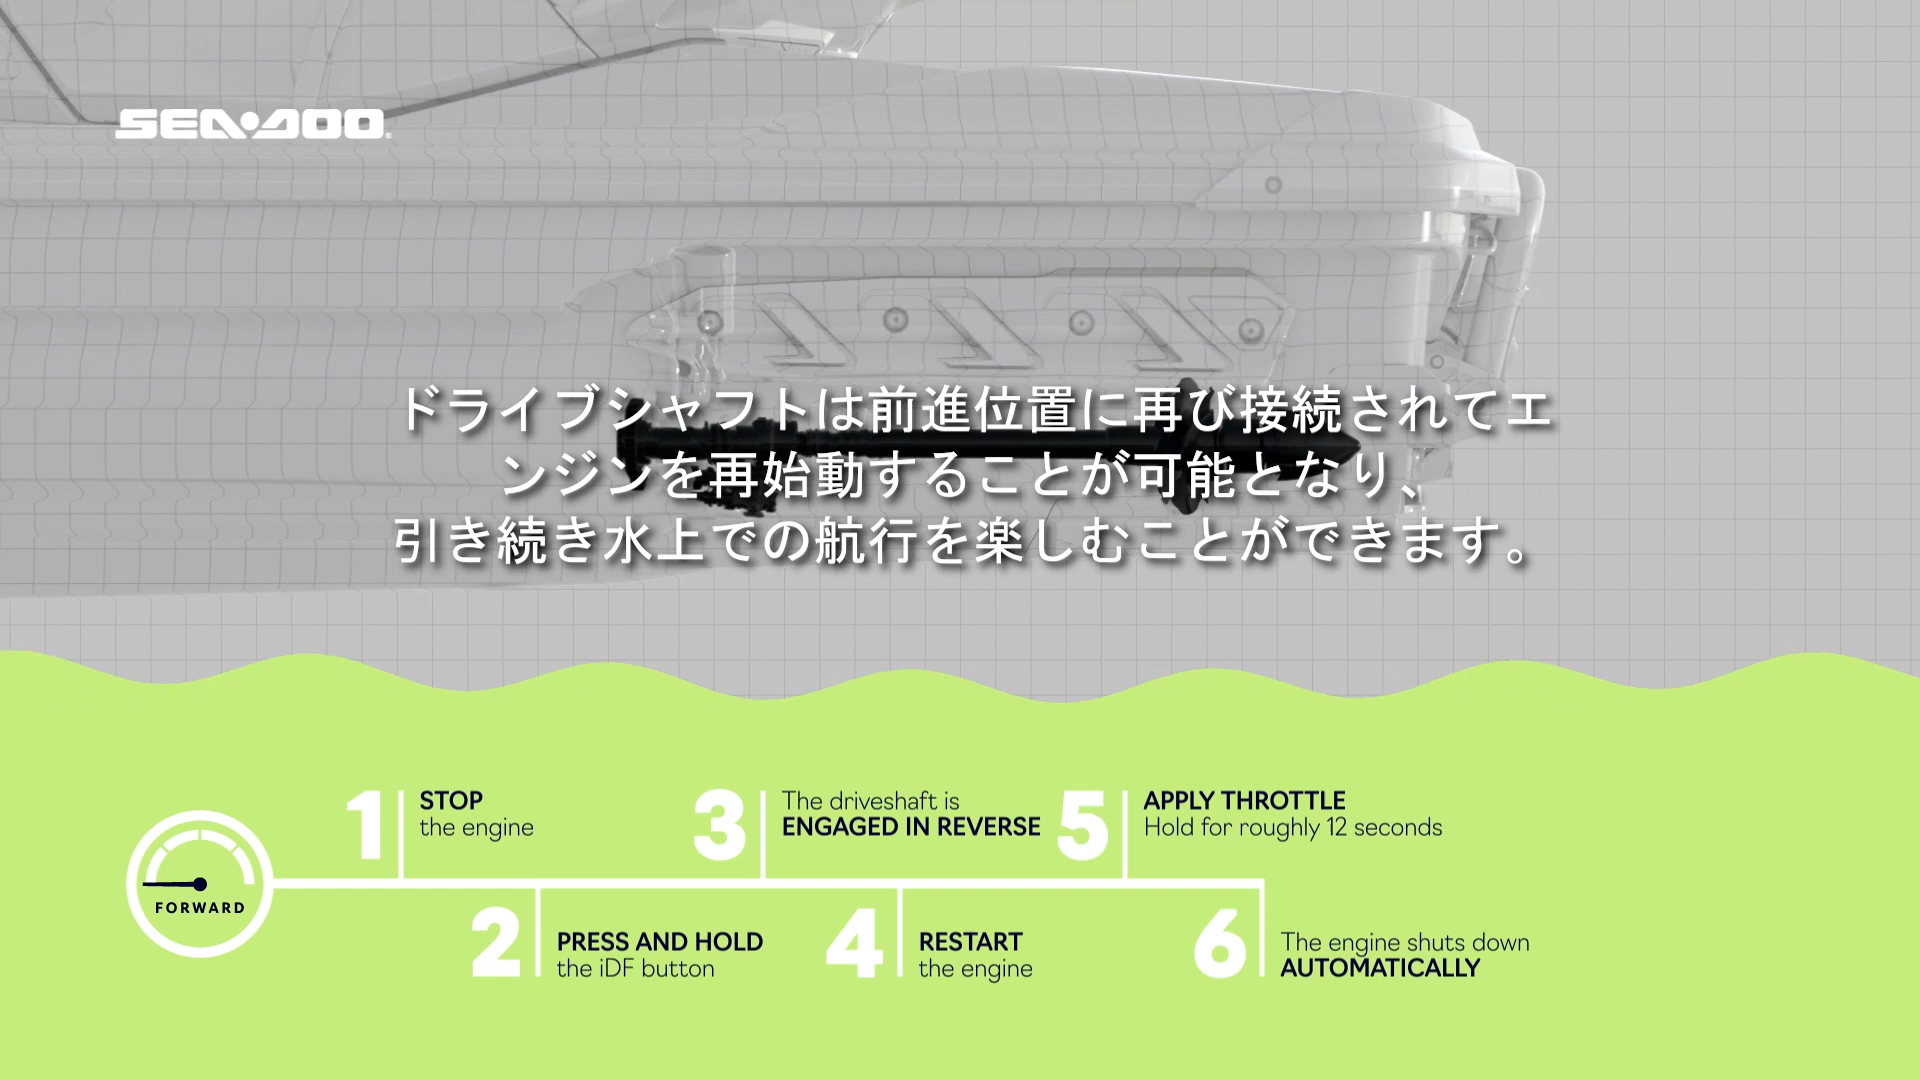 SEA-DOO
ドライブシャフトは前進位置に再び接続されてエ
ンジンを再始動することが可能となり、
引き続き水上での航行を楽しむことができます。
FORWARD
1 STOP
the engine
2 PRESS AND HOLD
the iDF button
3 The driveshaft is
ENGAGED IN REVERSE
4 RESTART
the engine
5 APPLY THROTTLE
Hold for roughly 12 seconds
6 The engine shuts down
AUTOMATICALLY